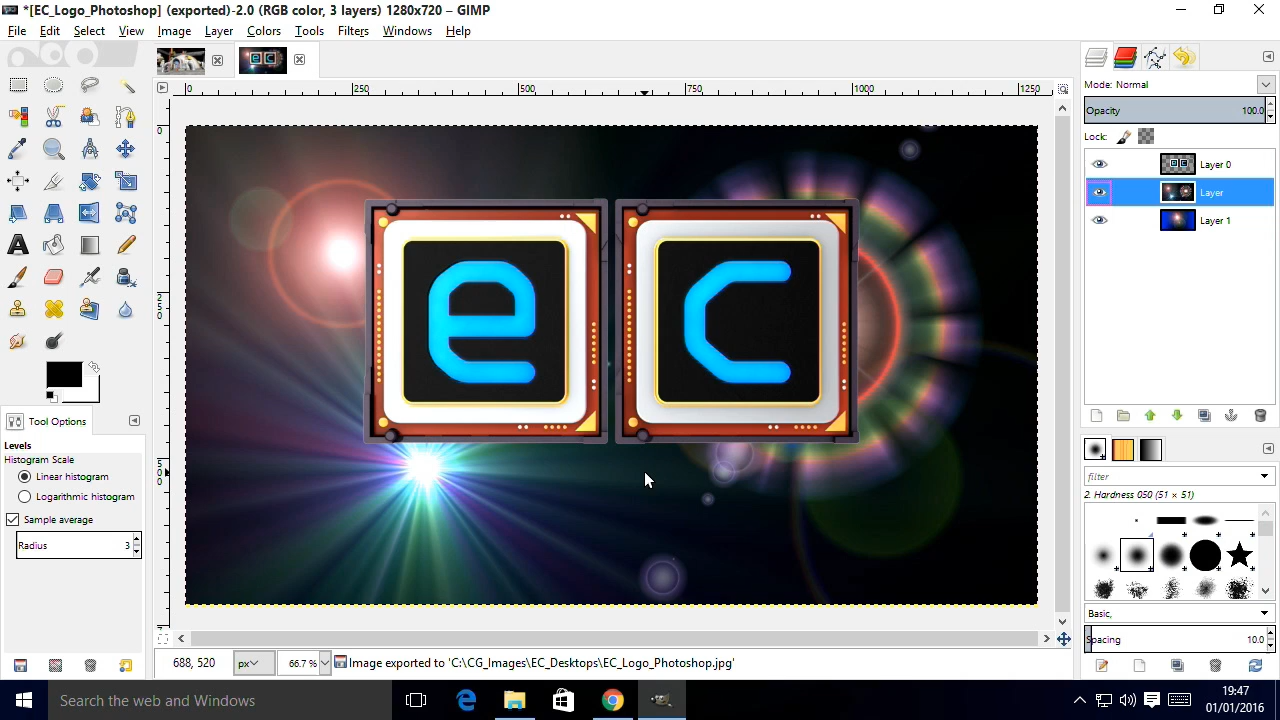 *[EC_Logo_Photoshop] (exported)-2.0 (RGB color, 3 layers) 1280x720 – GIMP
File Edit Select View Image Layer Colors Tools Filters Windows Help
0 250 500 750 1000 1250
Mode: Normal
Opacity 100.0
Lock:
Layer 0
Layer
Layer 1
0
250
500
e c
Tool Options
Levels
Histogram Scale
Linear histogram
Logarithmic histogram
Sample average
Radius 3
filter
2. Hardness 050 (51 × 51)
Basic,
Spacing 10.0
688, 520 px 66.7 % Image exported to 'C:\CG_Images\EC_Desktops\EC_Logo_Photoshop.jpg'
Search the web and Windows
19:47
01/01/2016